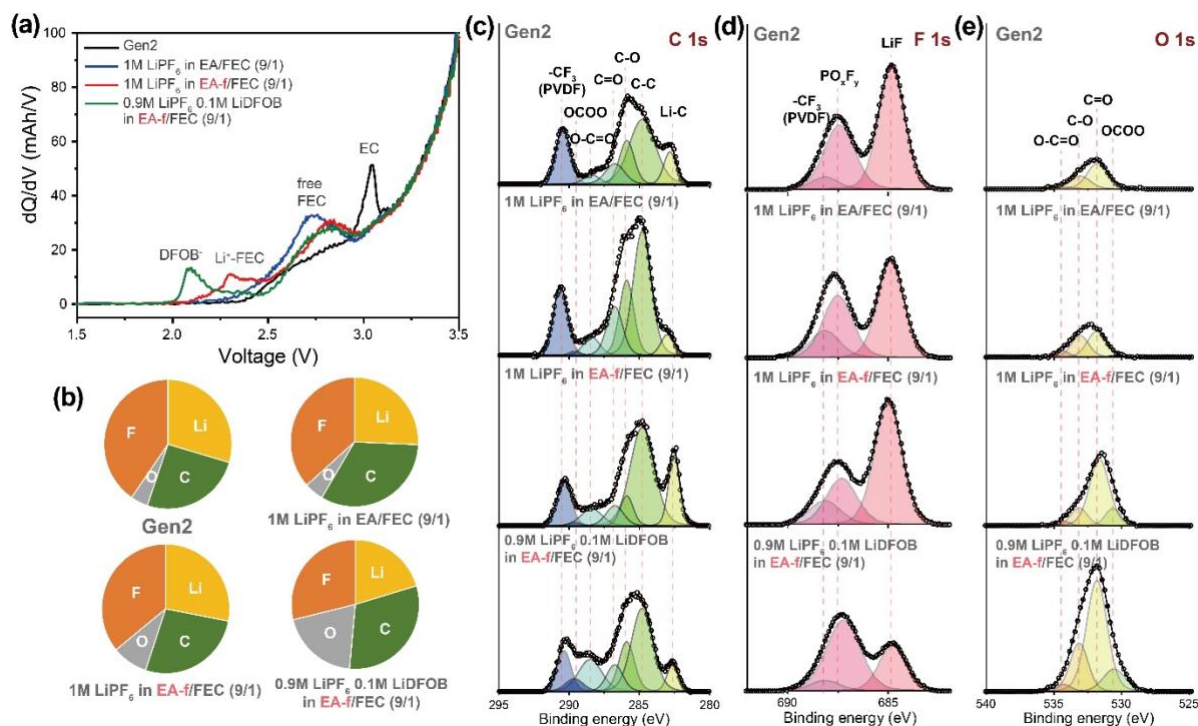 (a)
dQ/dV (mAh/V)
100
80
60
40
20
0
Gen2
1M LiPF6 in EA/FEC (9/1)
1M LiPF6 in EA-f/FEC (9/1)
0.9M LiPF6 0.1M LiDFOB
in EA-f/FEC (9/1)
EC
free
FEC
DFOB-
Li+-FEC
1.5 2.0 2.5 3.0 3.5
Voltage (V)
(b)
F Li O C
Gen2
F Li O C
1M LiPF6 in EA/FEC (9/1)
F Li O C
1M LiPF6 in EA-f/FEC (9/1)
F Li O C
0.9M LiPF6 0.1M LiDFOB
in EA-f/FEC (9/1)
(c)
Gen2
C 1s
-CF3
(PVDF)
OCOO
O-C=O
C=O
C-O
C-C
Li-C
1M LiPF6 in EA/FEC (9/1)
1M LiPF6 in EA-f/FEC (9/1)
0.9M LiPF6 0.1M LiDFOB
in EA-f/FEC (9/1)
295 290 285 280
Binding energy (eV)
(d)
Gen2
F 1s
-CF3
(PVDF)
POxFy
LiF
1M LiPF6 in EA/FEC (9/1)
1M LiPF6 in EA-f/FEC (9/1)
0.9M LiPF6 0.1M LiDFOB
in EA-f/FEC (9/1)
690 685
Binding energy (eV)
(e)
Gen2
O 1s
O-C=O
C-O
C=O
OCOO
1M LiPF6 in EA/FEC (9/1)
1M LiPF6 in EA-f/FEC (9/1)
0.9M LiPF6 0.1M LiDFOB
in EA-f/FEC (9/1)
540 535 530 525
Binding energy (eV)